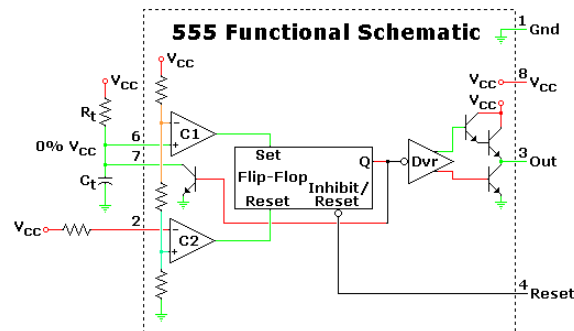 555 Functional Schematic
1 Gnd
VCC
VCC
VCC 8 VCC
VCC
Rt
6
C1
0% VCC
7
Set
Q
Dvr
3 Out
Flip-Flop
Ct
Inhibit/
Reset Reset
VCC
2
C2
4
Reset
- + - +